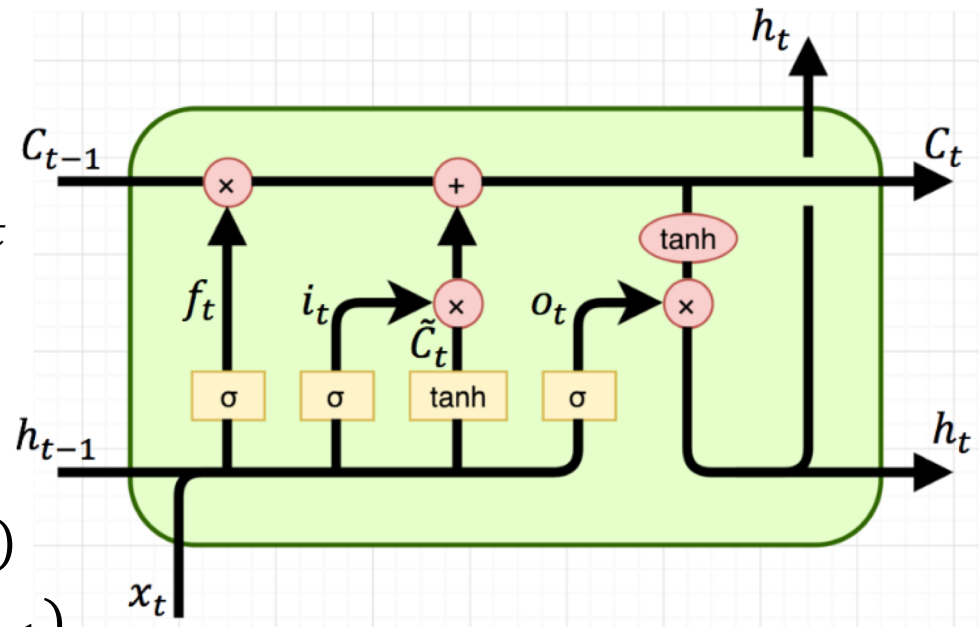 h_t
C_{t-1}
C_t
×
+
t
tanh
f_t
i_t
×
o_t
×
C̃_t
σ
σ
tanh
σ
h_{t-1}
h_t
)
x_t
)